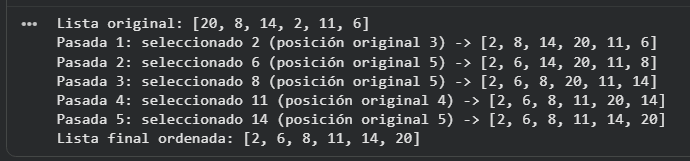 Lista original: [20, 8, 14, 2, 11, 6]
Pasada 1: seleccionado 2 (posición original 3) -> [2, 8, 14, 20, 11, 6]
Pasada 2: seleccionado 6 (posición original 5) -> [2, 6, 14, 20, 11, 8]
Pasada 3: seleccionado 8 (posición original 5) -> [2, 6, 8, 20, 11, 14]
Pasada 4: seleccionado 11 (posición original 4) -> [2, 6, 8, 11, 20, 14]
Pasada 5: seleccionado 14 (posición original 5) -> [2, 6, 8, 11, 14, 20]
Lista final ordenada: [2, 6, 8, 11, 14, 20]